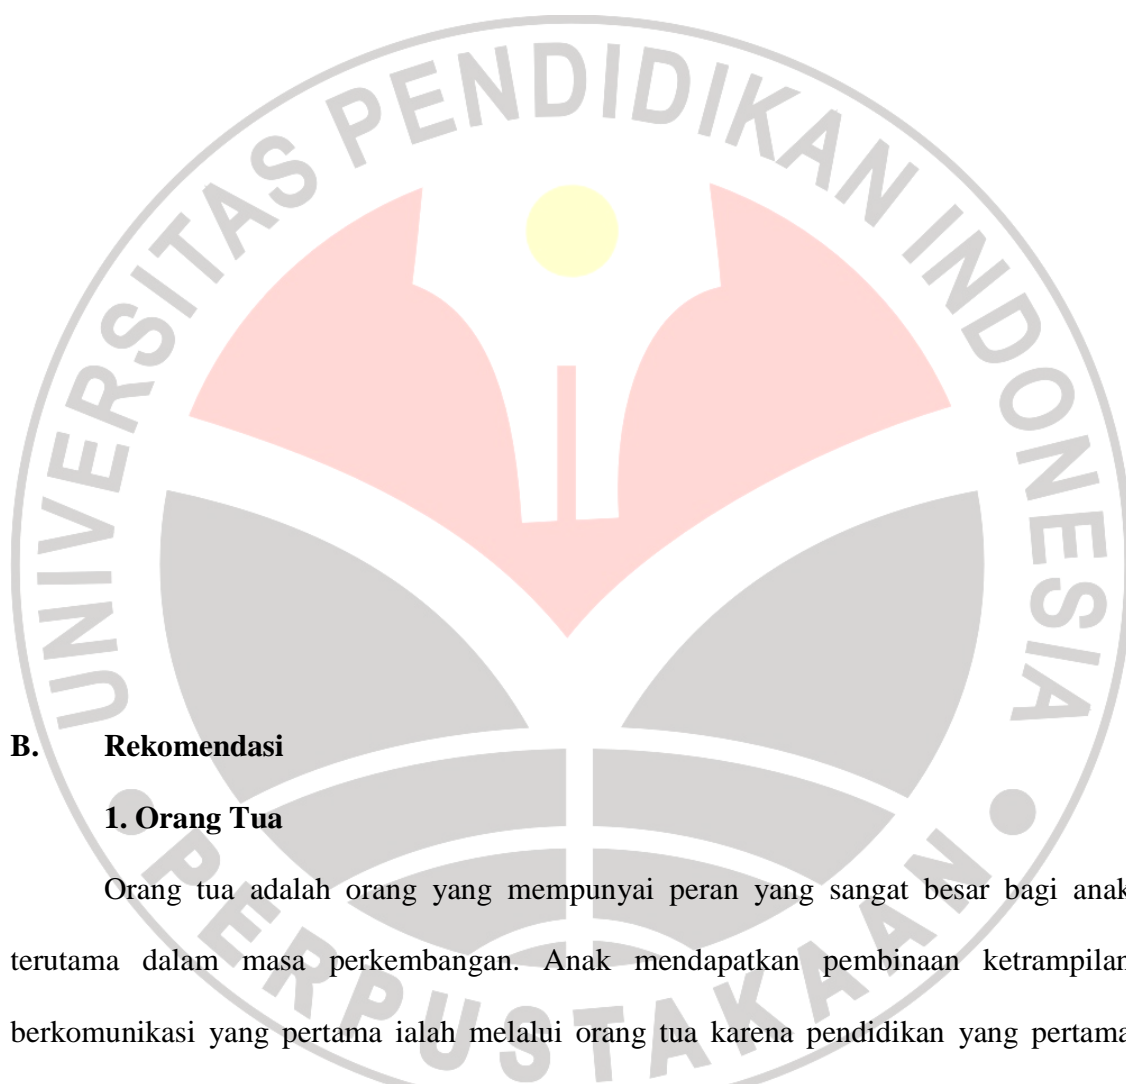 UNIVERSITAS PENDIDIKAN INDONESIA
B. Rekomendasi
1. Orang Tua
Orang tua adalah orang yang mempunyai peran yang sangat besar bagi anak
terutama dalam masa perkembangan. Anak mendapatkan pembinaan ketrampilan
berkomunikasi yang pertama ialah melalui orang tua karena pendidikan yang pertama
PERPUSTAKAAN